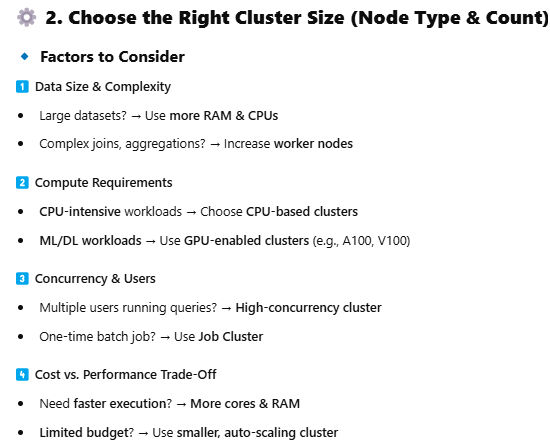 ⚙️ 2. Choose the Right Cluster Size (Node Type & Count)
🔹 Factors to Consider
1️⃣ Data Size & Complexity
• Large datasets? → Use more RAM & CPUs
• Complex joins, aggregations? → Increase worker nodes
2️⃣ Compute Requirements
• CPU-intensive workloads → Choose CPU-based clusters
• ML/DL workloads → Use GPU-enabled clusters (e.g., A100, V100)
3️⃣ Concurrency & Users
• Multiple users running queries? → High-concurrency cluster
• One-time batch job? → Use Job Cluster
4️⃣ Cost vs. Performance Trade-Off
• Need faster execution? → More cores & RAM
• Limited budget? → Use smaller, auto-scaling cluster